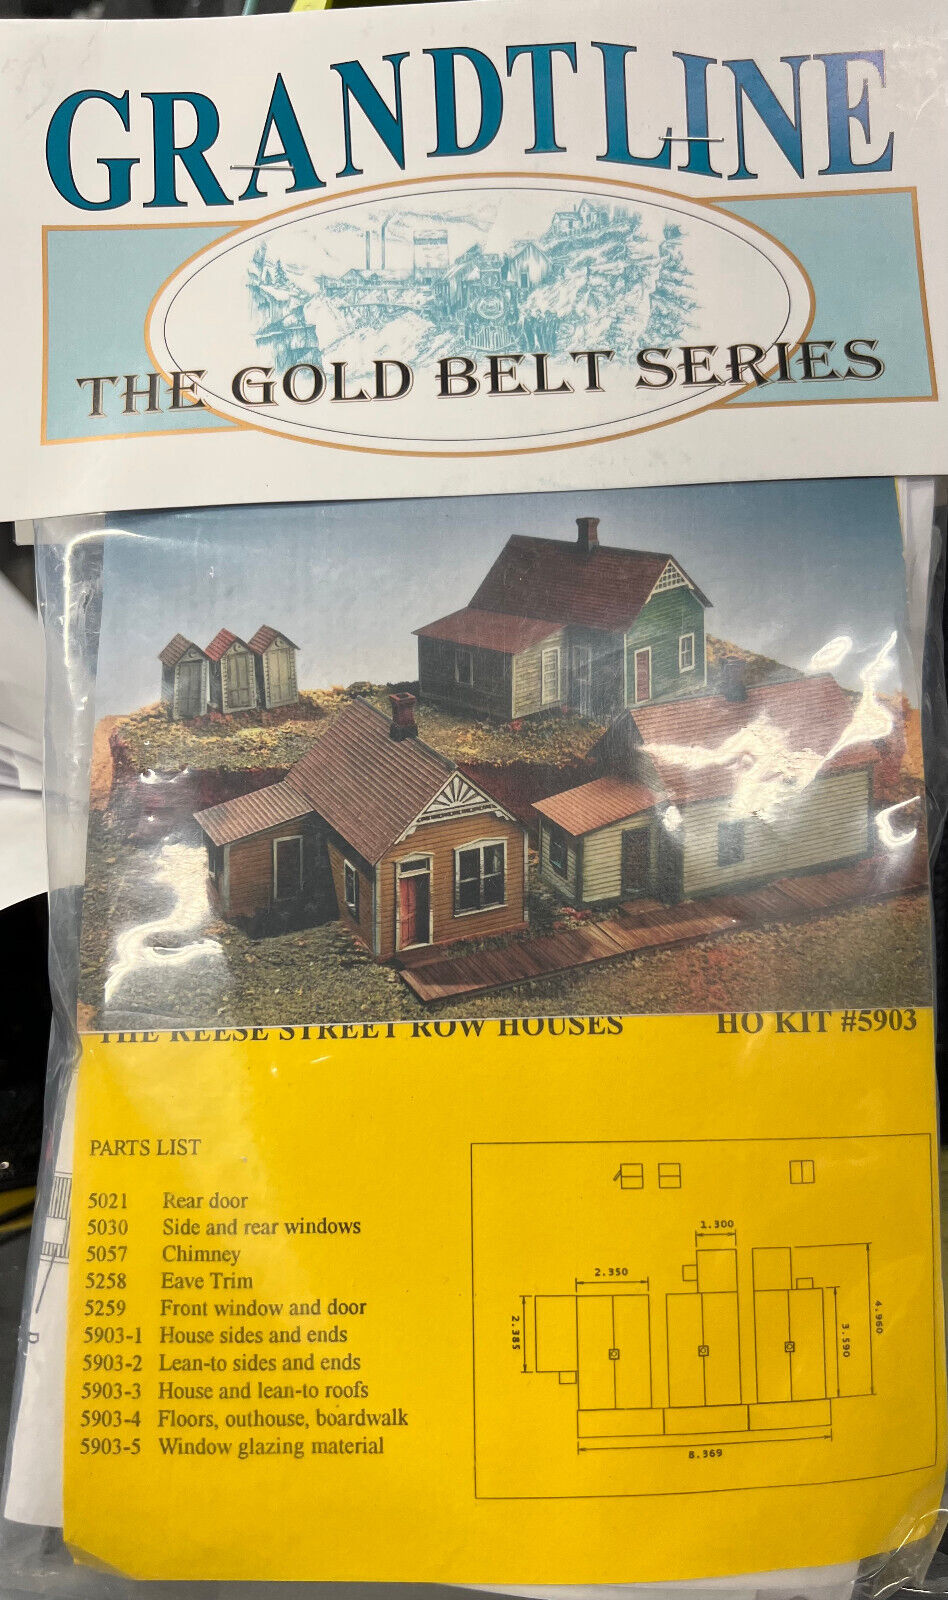 GRANDT LINE
THE GOLD BELT SERIES
THE REESE STREET ROW HOUSES HO KIT #5903
PARTS LIST
5021 Rear door
5030 Side and rear windows
5057 Chimney
5258 Eave Trim
5259 Front window and door
5903-1 House sides and ends
5903-2 Lean-to sides and ends
5903-3 House and lean-to roofs
5903-4 Floors, outhouse, boardwalk
5903-5 Window glazing material
1.300
2.350
2.385
3.590
4.960
8.369